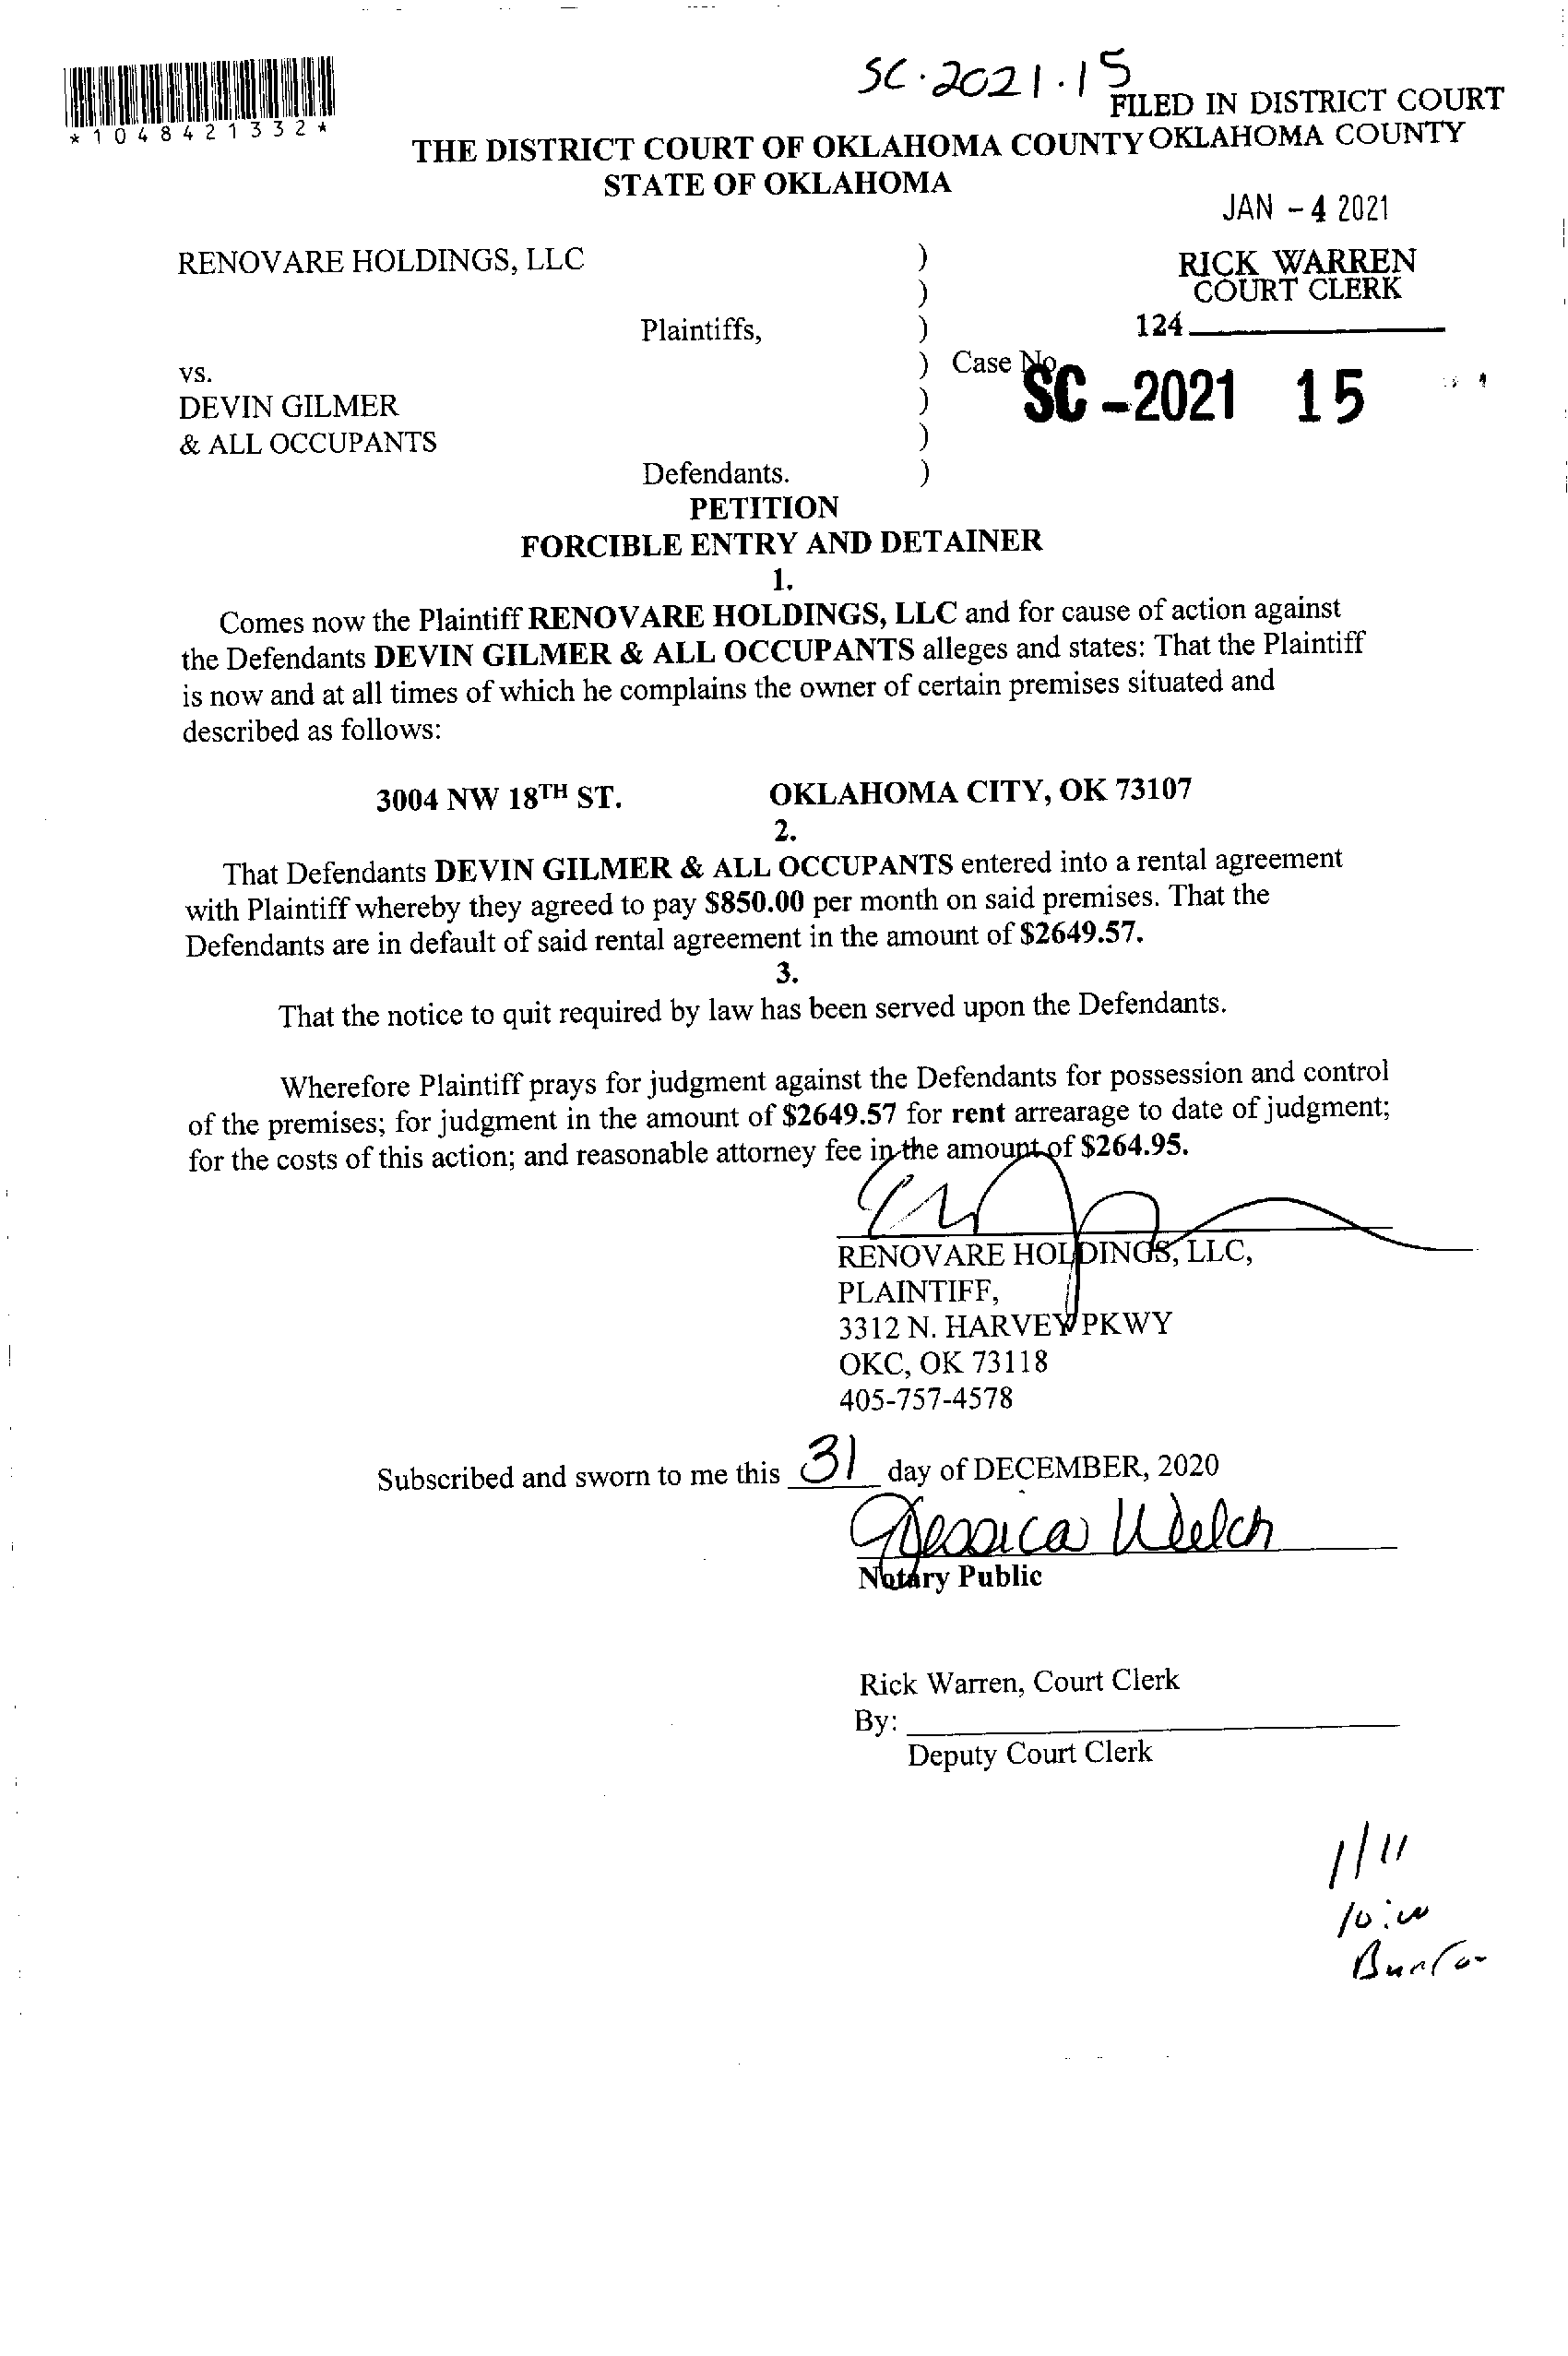 SC·2021·15
*1048421332*
FILED IN DISTRICT COURT
OKLAHOMA COUNTY
THE DISTRICT COURT OF OKLAHOMA COUNTY
STATE OF OKLAHOMA
JAN -4 2021
RENOVARE HOLDINGS, LLC )
RICK WARREN
COURT CLERK
)
Plaintiffs, )
124
vs. ) Case No.
SC-2021 15
DEVIN GILMER )
& ALL OCCUPANTS )
Defendants. )
PETITION
FORCIBLE ENTRY AND DETAINER
1.
Comes now the Plaintiff RENOVARE HOLDINGS, LLC and for cause of action against
the Defendants DEVIN GILMER & ALL OCCUPANTS alleges and states: That the Plaintiff
is now and at all times of which he complains the owner of certain premises situated and
described as follows:
3004 NW 18TH ST. OKLAHOMA CITY, OK 73107
2.
That Defendants DEVIN GILMER & ALL OCCUPANTS entered into a rental agreement
with Plaintiff whereby they agreed to pay $850.00 per month on said premises. That the
Defendants are in default of said rental agreement in the amount of $2649.57.
3.
That the notice to quit required by law has been served upon the Defendants.
Wherefore Plaintiff prays for judgment against the Defendants for possession and control
of the premises; for judgment in the amount of $2649.57 for rent arrearage to date of judgment;
for the costs of this action; and reasonable attorney fee in the amount of $264.95.
RENOVARE HOLDINGS, LLC,
PLAINTIFF,
3312 N. HARVEY PKWY
OKC, OK 73118
405-757-4578
Subscribed and sworn to me this 31 day of DECEMBER, 2020
Jessica Welch
Notary Public
Rick Warren, Court Clerk
By:
Deputy Court Clerk
1/11